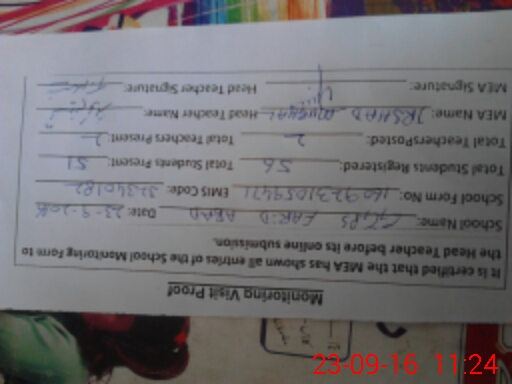 Monitoring Visit Proof
It is certified that the MEA has shown all entries of the School Monitoring Form to
the Head Teacher before its online submission.
School Name: GGPS FARID ABAD Date: 23-9-2016
School Form No: EMIS Code:
Total Students Registered: 56 Total Students Present: 51
Total TeachersPosted: 2 Total Teachers Present: 2
MEA Name: IRSHAD Head Teacher Name:
MEA Signature: Head Teacher Signature:
23-09-16 11:24